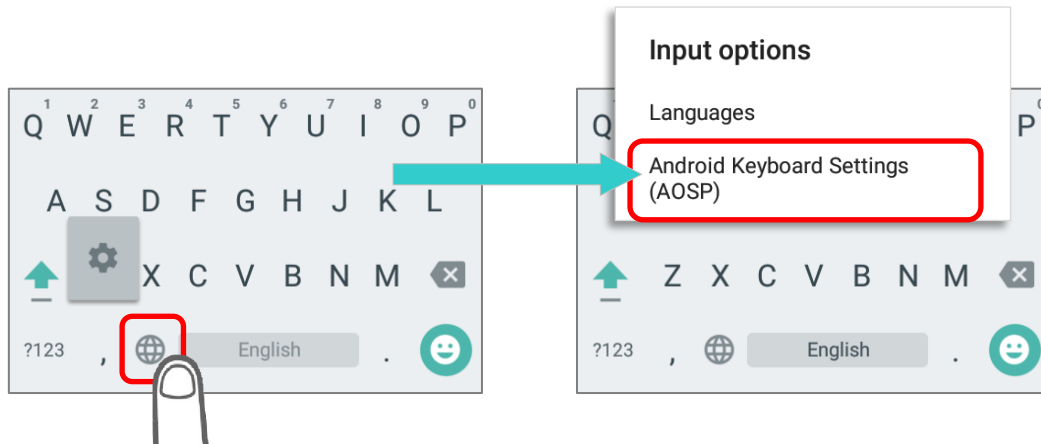 1 2 3 4 5 6 7 8 9 0
Q W E R T Y U I O P
A S D F G H J K L
X C V B N M
?123 , English .
Input options
Languages
Android Keyboard Settings
(AOSP)
Q P
Z X C V B N M
?123 , English .